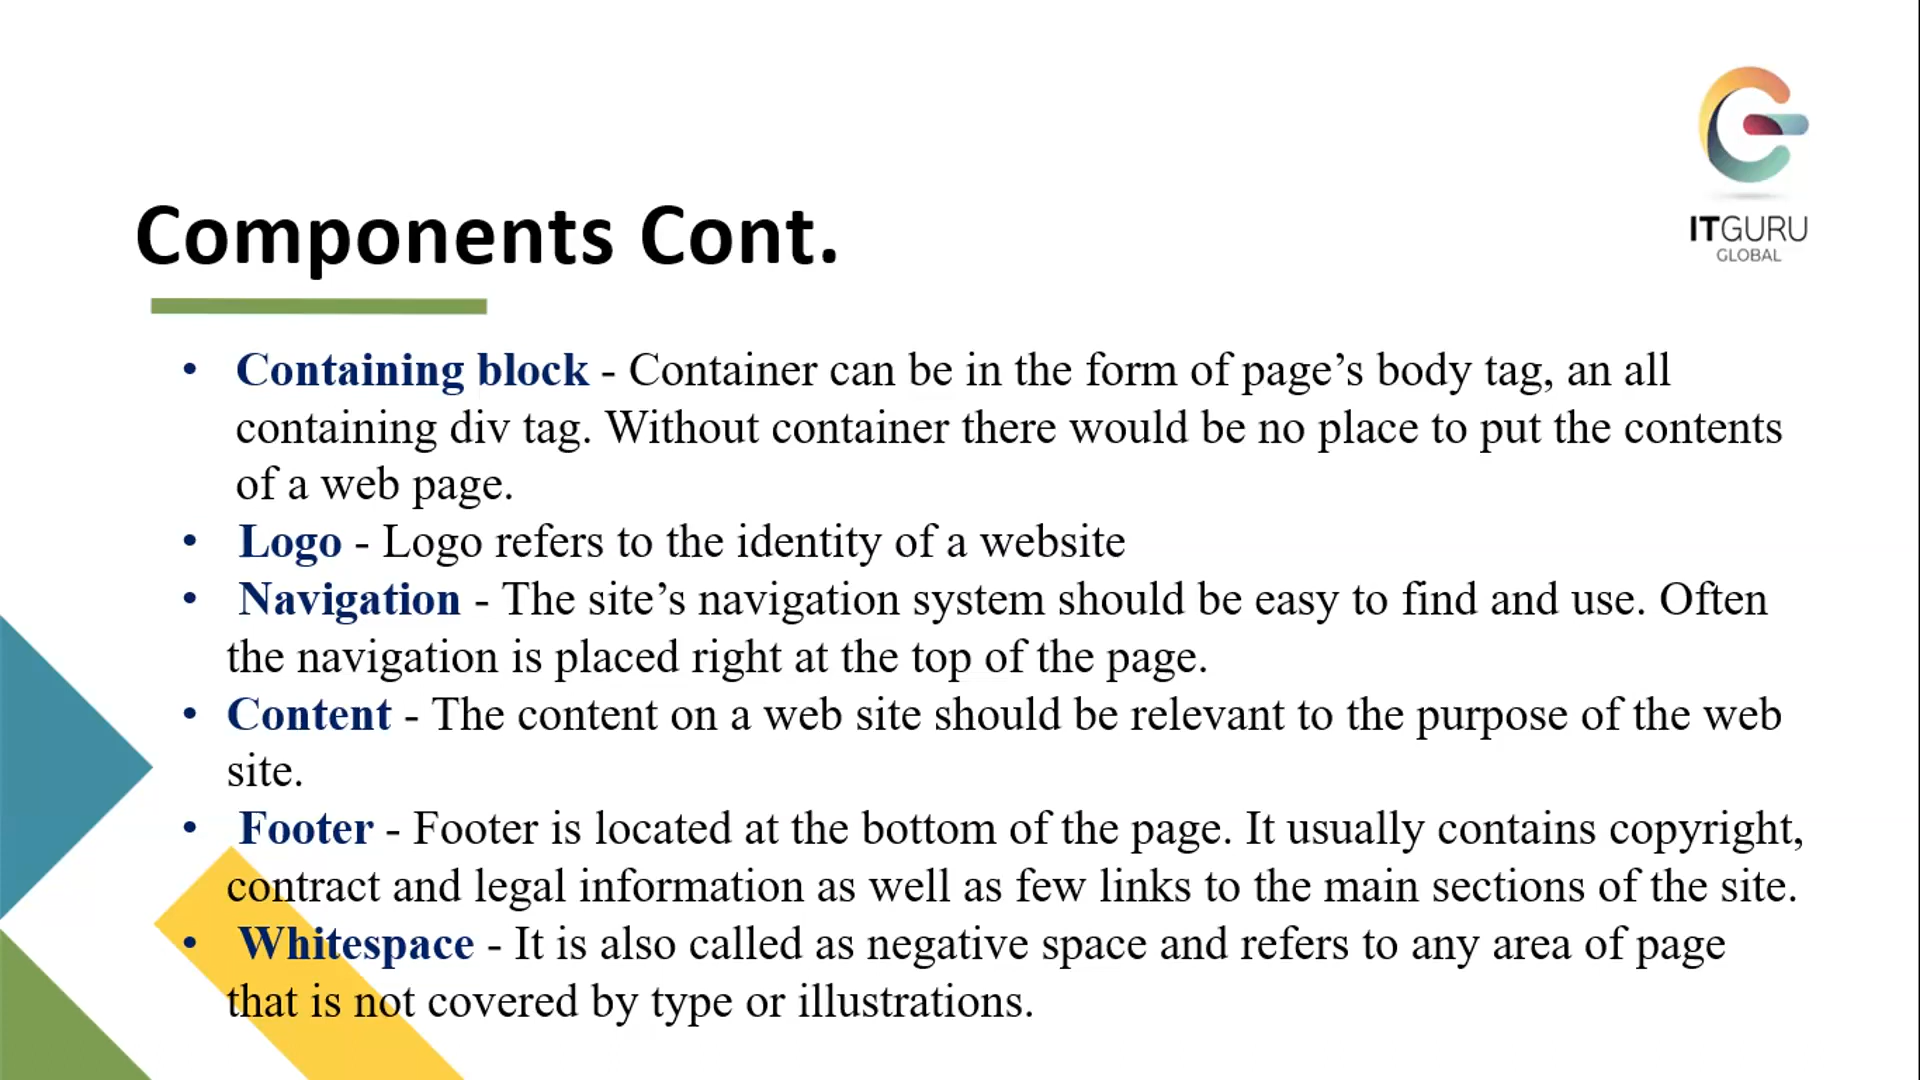 ITGURU
GLOBAL
Components Cont.
• Containing block - Container can be in the form of page’s body tag, an all
containing div tag. Without container there would be no place to put the contents
of a web page.
• Logo - Logo refers to the identity of a website
• Navigation - The site’s navigation system should be easy to find and use. Often
the navigation is placed right at the top of the page.
• Content - The content on a web site should be relevant to the purpose of the web
site.
• Footer - Footer is located at the bottom of the page. It usually contains copyright,
contract and legal information as well as few links to the main sections of the site.
• Whitespace - It is also called as negative space and refers to any area of page
that is not covered by type or illustrations.